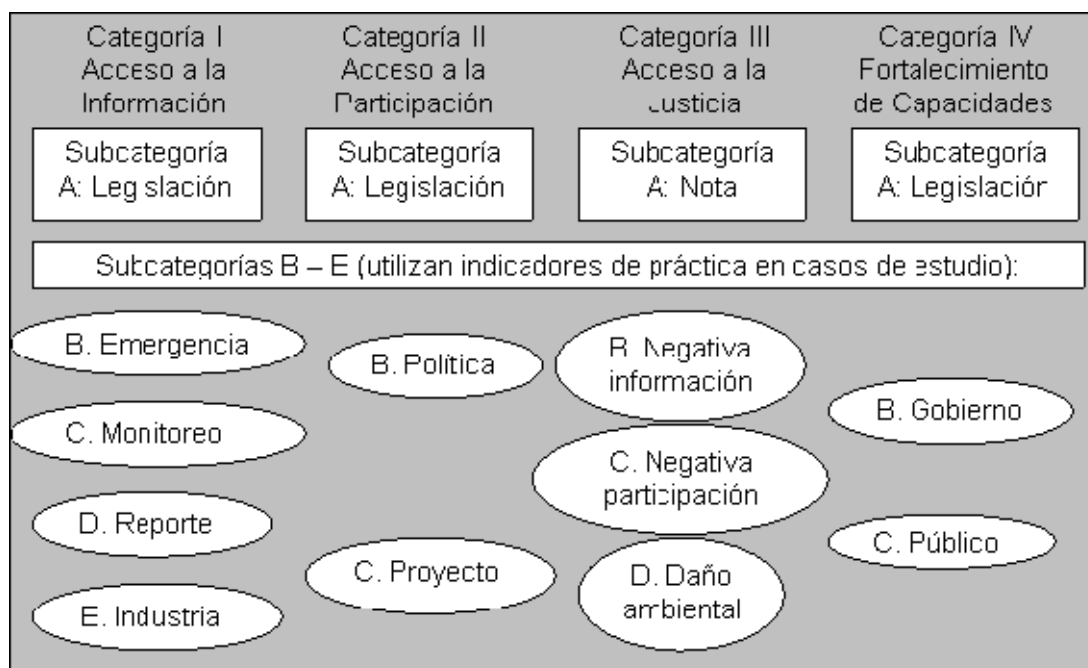 Categoría I
Acceso a la
Información
Categoría II
Acceso a la
Participación
Categoría III
Acceso a la
Justicia
Categoría IV
Fortalecimiento
de Capacidades
Subcategoría
A: Legislación
Subcategoría
A: Legislación
Subcategoría
A: Nota
Subcategoría
A: Legislación
Subcategorías B – E (utilizan indicadores de práctica en casos de estudio):
B. Emergencia
C. Monitoreo
D. Reporte
E. Industria
B. Política
C. Proyecto
B. Negativa
información
C. Negativa
participación
D. Daño
ambiental
B. Gobierno
C. Público